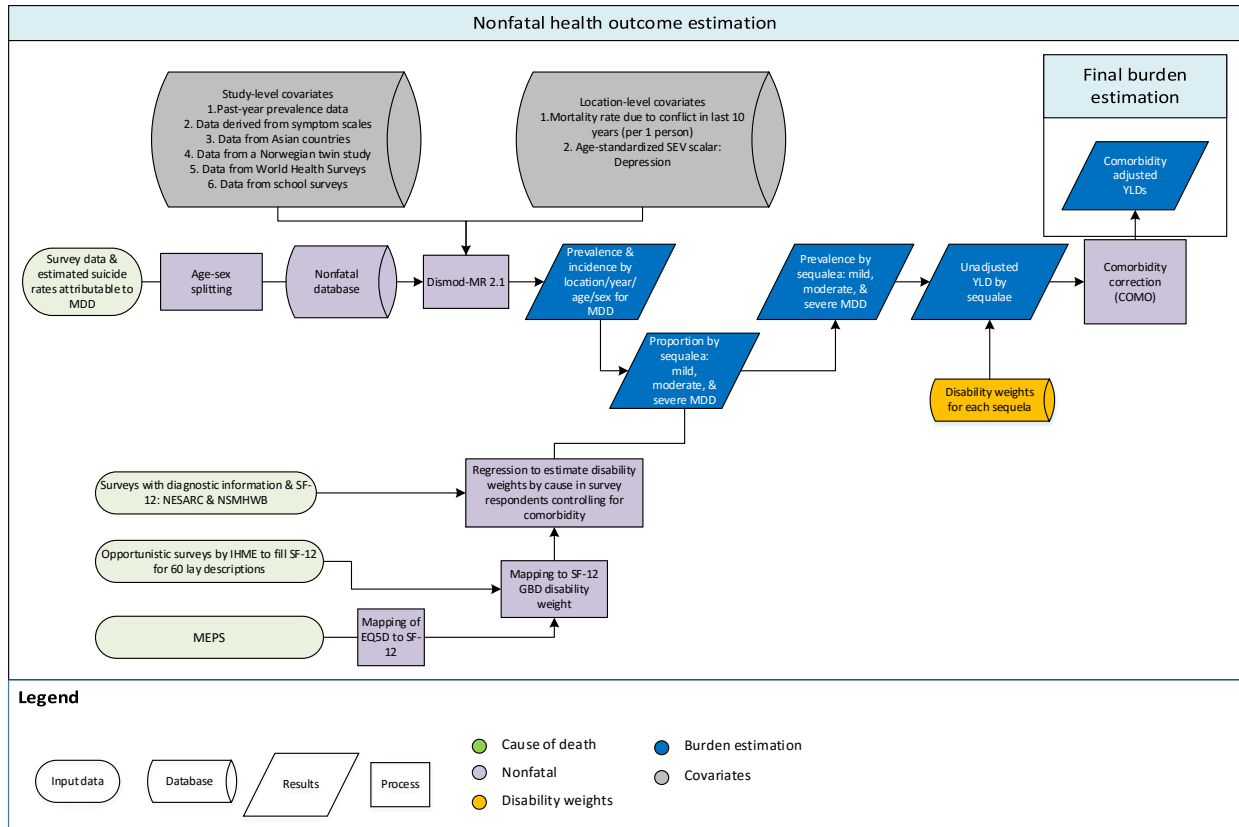 Nonfatal health outcome estimation
Study-level covariates
1.Past-year prevalence data
2. Data derived from symptom scales
3. Data from Asian countries
4. Data from a Norwegian twin study
5. Data from World Health Surveys
6. Data from school surveys
Location-level covariates
1.Mortality rate due to conflict in last 10
years (per 1 person)
2. Age-standardized SEV scalar:
Depression
Final burden
estimation
Comorbidity
adjusted
YLDs
Survey data &
estimated suicide
rates attributable to
MDD
Age-sex
splitting
Nonfatal
database
Dismod-MR 2.1
Prevalence &
incidence by
location/year/
age/sex for
MDD
Prevalence by
sequalea: mild,
moderate, &
severe MDD
Unadjusted
YLD by
sequalae
Comorbidity
correction
(COMO)
Proportion by
sequalea:
mild,
moderate, &
severe MDD
Disability weights
for each sequela
Surveys with diagnostic information & SF-
12: NESARC & NSMHWB
Regression to estimate disability
weights by cause in survey
respondents controlling for
comorbidity
Opportunistic surveys by IHME to fill SF-12
for 60 lay descriptions
Mapping to SF-12
GBD disability
weight
MEPS
Mapping of
EQ5D to SF-
12
Legend
Input data
Database
Results
Process
Cause of death
Nonfatal
Disability weights
Burden estimation
Covariates